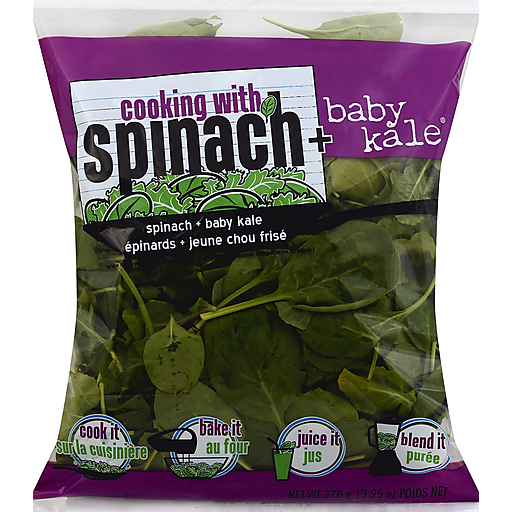 cooking with
spinach +
baby
kale®
spinach + baby kale
épinards + jeune chou frisé
cook it
sur la cuisinière
bake it
au four
juice it
jus
blend it
purée
NET WT 376 g 13.25 oz POIDS NET